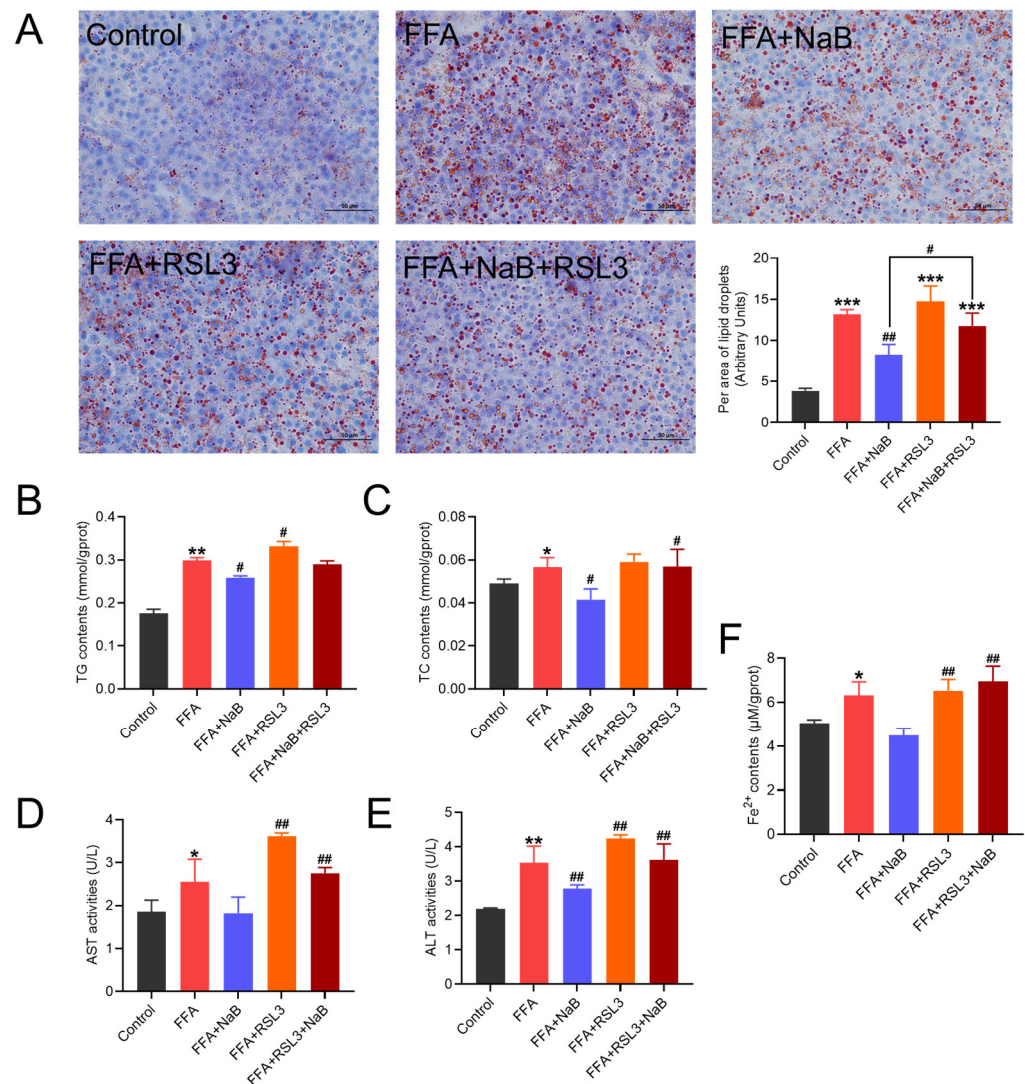 A
Control
FFA
FFA+NaB
50 µm
50 µm
50 µm
FFA+RSL3
FFA+NaB+RSL3
50 µm
50 µm
Per area of lipid droplets
(Arbitrary Units)
20
15
10
5
0
***
##
***
***
#
Control
FFA
FFA+NaB
FFA+RSL3
FFA+NaB+RSL3
B
TG contents (mmol/gprot)
0.4
0.3
0.2
0.1
0.0
**
#
#
Control
FFA
FFA+NaB
FFA+RSL3
FFA+NaB+RSL3
C
TC contents (mmol/gprot)
0.08
0.06
0.04
0.02
0.00
*
#
#
Control
FFA
FFA+NaB
FFA+RSL3
FFA+NaB+RSL3
D
AST activities (U/L)
4
3
2
1
0
*
##
##
Control
FFA
FFA+NaB
FFA+RSL3
FFA+RSL3+NaB
E
ALT activities (U/L)
5
4
3
2
1
0
**
##
##
##
Control
FFA
FFA+NaB
FFA+RSL3
FFA+RSL3+NaB
F
Fe2+ contents (µM/gprot)
8
6
4
2
0
*
##
##
Control
FFA
FFA+NaB
FFA+RSL3
FFA+RSL3+NaB